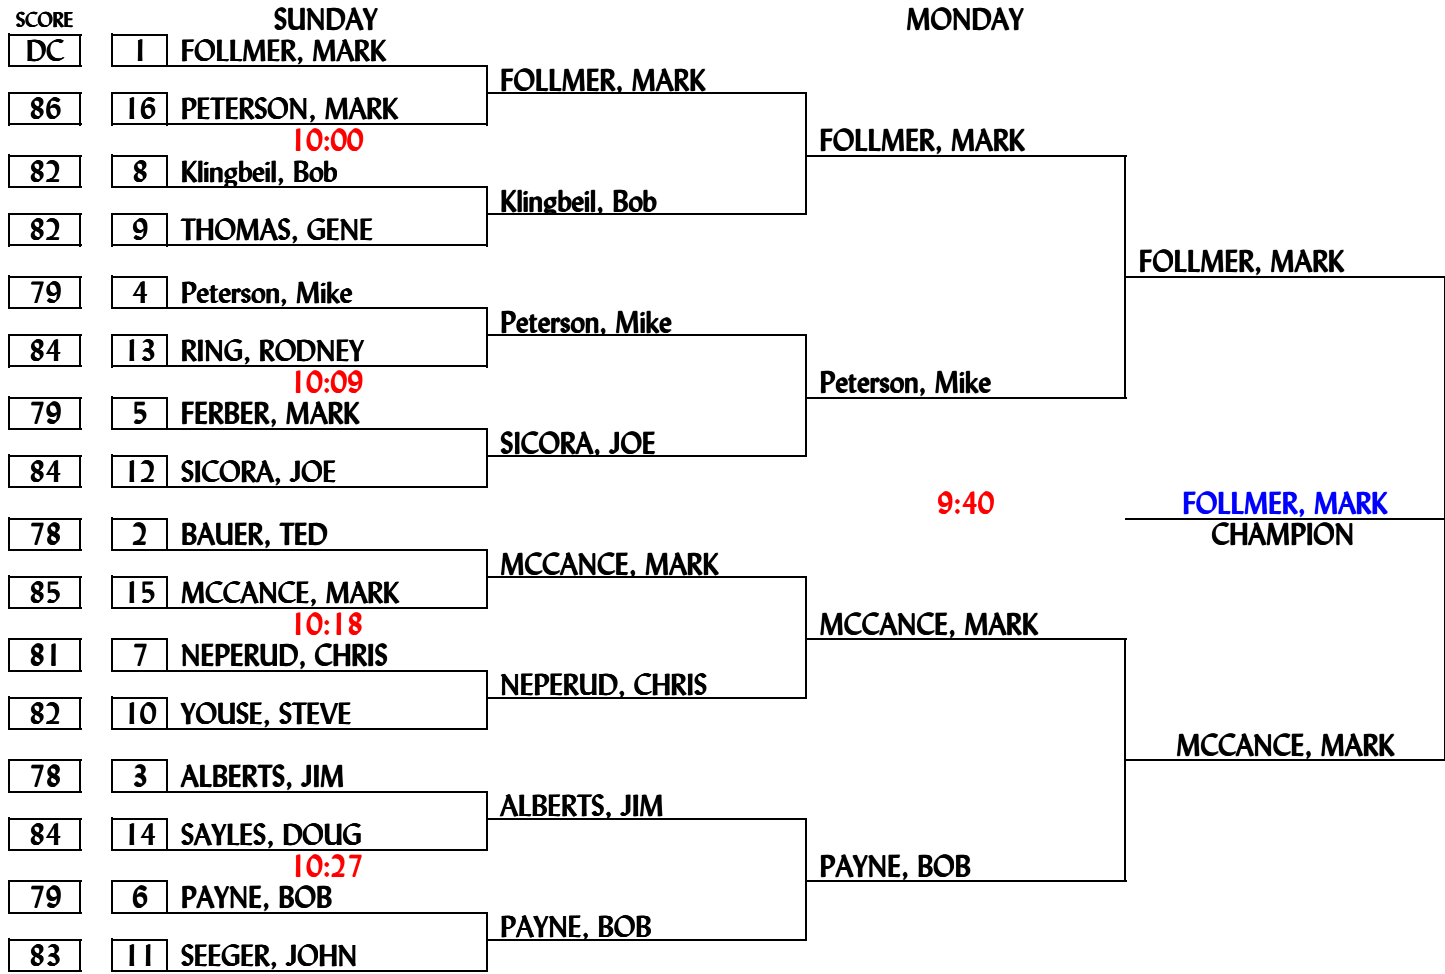 SCORE SUNDAY MONDAY
DC 1 FOLLMER, MARK
FOLLMER, MARK
86 16 PETERSON, MARK
10:00 FOLLMER, MARK
82 8 Klingbeil, Bob
Klingbeil, Bob
82 9 THOMAS, GENE
FOLLMER, MARK
79 4 Peterson, Mike
Peterson, Mike
84 13 RING, RODNEY
10:09 Peterson, Mike
79 5 FERBER, MARK
SICORA, JOE
84 12 SICORA, JOE
9:40 FOLLMER, MARK
78 2 BAUER, TED CHAMPION
MCCANCE, MARK
85 15 MCCANCE, MARK
10:18 MCCANCE, MARK
81 7 NEPERUD, CHRIS
NEPERUD, CHRIS
82 10 YOUSE, STEVE
MCCANCE, MARK
78 3 ALBERTS, JIM
ALBERTS, JIM
84 14 SAYLES, DOUG
10:27 PAYNE, BOB
79 6 PAYNE, BOB
PAYNE, BOB
83 11 SEEGER, JOHN